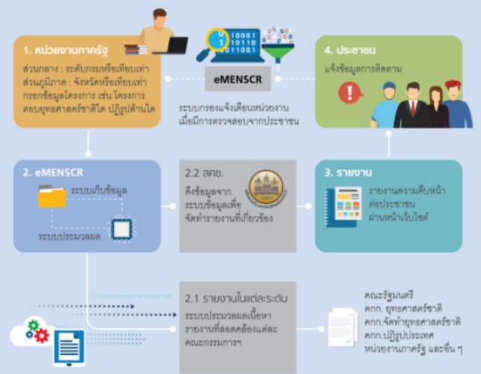 1. หน่วยงานภาครัฐ
ส่วนกลาง : ระดับกรมหรือเทียบเท่า
ส่วนภูมิภาค : จังหวัดหรือเทียบเท่า
กรอกข้อมูลโครงการ เช่น โครงการ
ตอบยุทธศาสตร์ชาติใด ปฏิรูปด้านใด
10001
10110
11001
eMENSCR
ระบบกรองแจ้งเตือนหน่วยงาน
เมื่อมีการตรวจสอบจากประชาชน
4. ประชาชน
แจ้งข้อมูลการติดตาม
2. eMENSCR
ระบบเก็บข้อมูล
ระบบประมวลผล
2.2 สศช.
ดึงข้อมูลจาก
ระบบข้อมูลเพื่อ
จัดทำรายงานที่เกี่ยวข้อง
3. รายงาน
รายงานความคืบหน้า
ต่อประชาชน
ผ่านหน้าเว็บไซต์
2.1 รายงานในแต่ละระดับ
ระบบประมวลผลเนื้อหา
รายงานที่สอดคล้องแต่ละ
คณะกรรมการฯ
คณะรัฐมนตรี
คกก. ยุทธศาสตร์ชาติ
คกก.จัดทำยุทธศาสตร์ชาติ
คกก.ปฏิรูปประเทศ
หน่วยงานภาครัฐ และอื่น ๆ